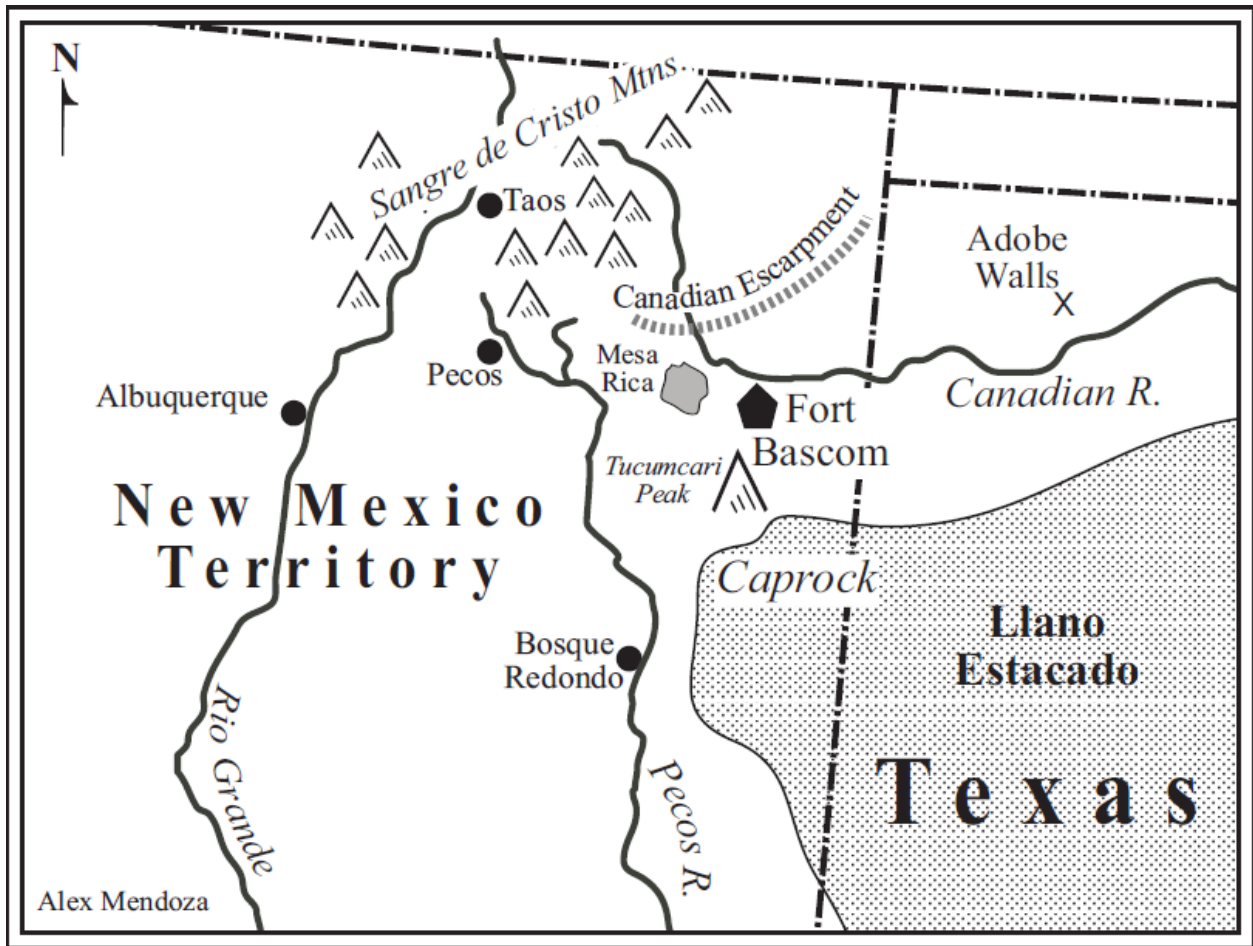 N
Sangre de Cristo Mtns.
Taos
Canadian Escarpment
Adobe
Walls
X
Mesa
Rica
Pecos
Albuquerque
Canadian R.
Fort
Bascom
Tucumcari
Peak
New Mexico
Territory
Caprock
Llano
Estacado
Bosque
Redondo
Texas
Rio Grande
Pecos R.
Alex Mendoza